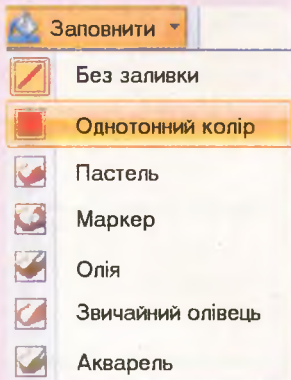 Заповнити
Без заливки
Однотонний колір
Пастель
Маркер
Олія
Звичайний олівець
Акварель